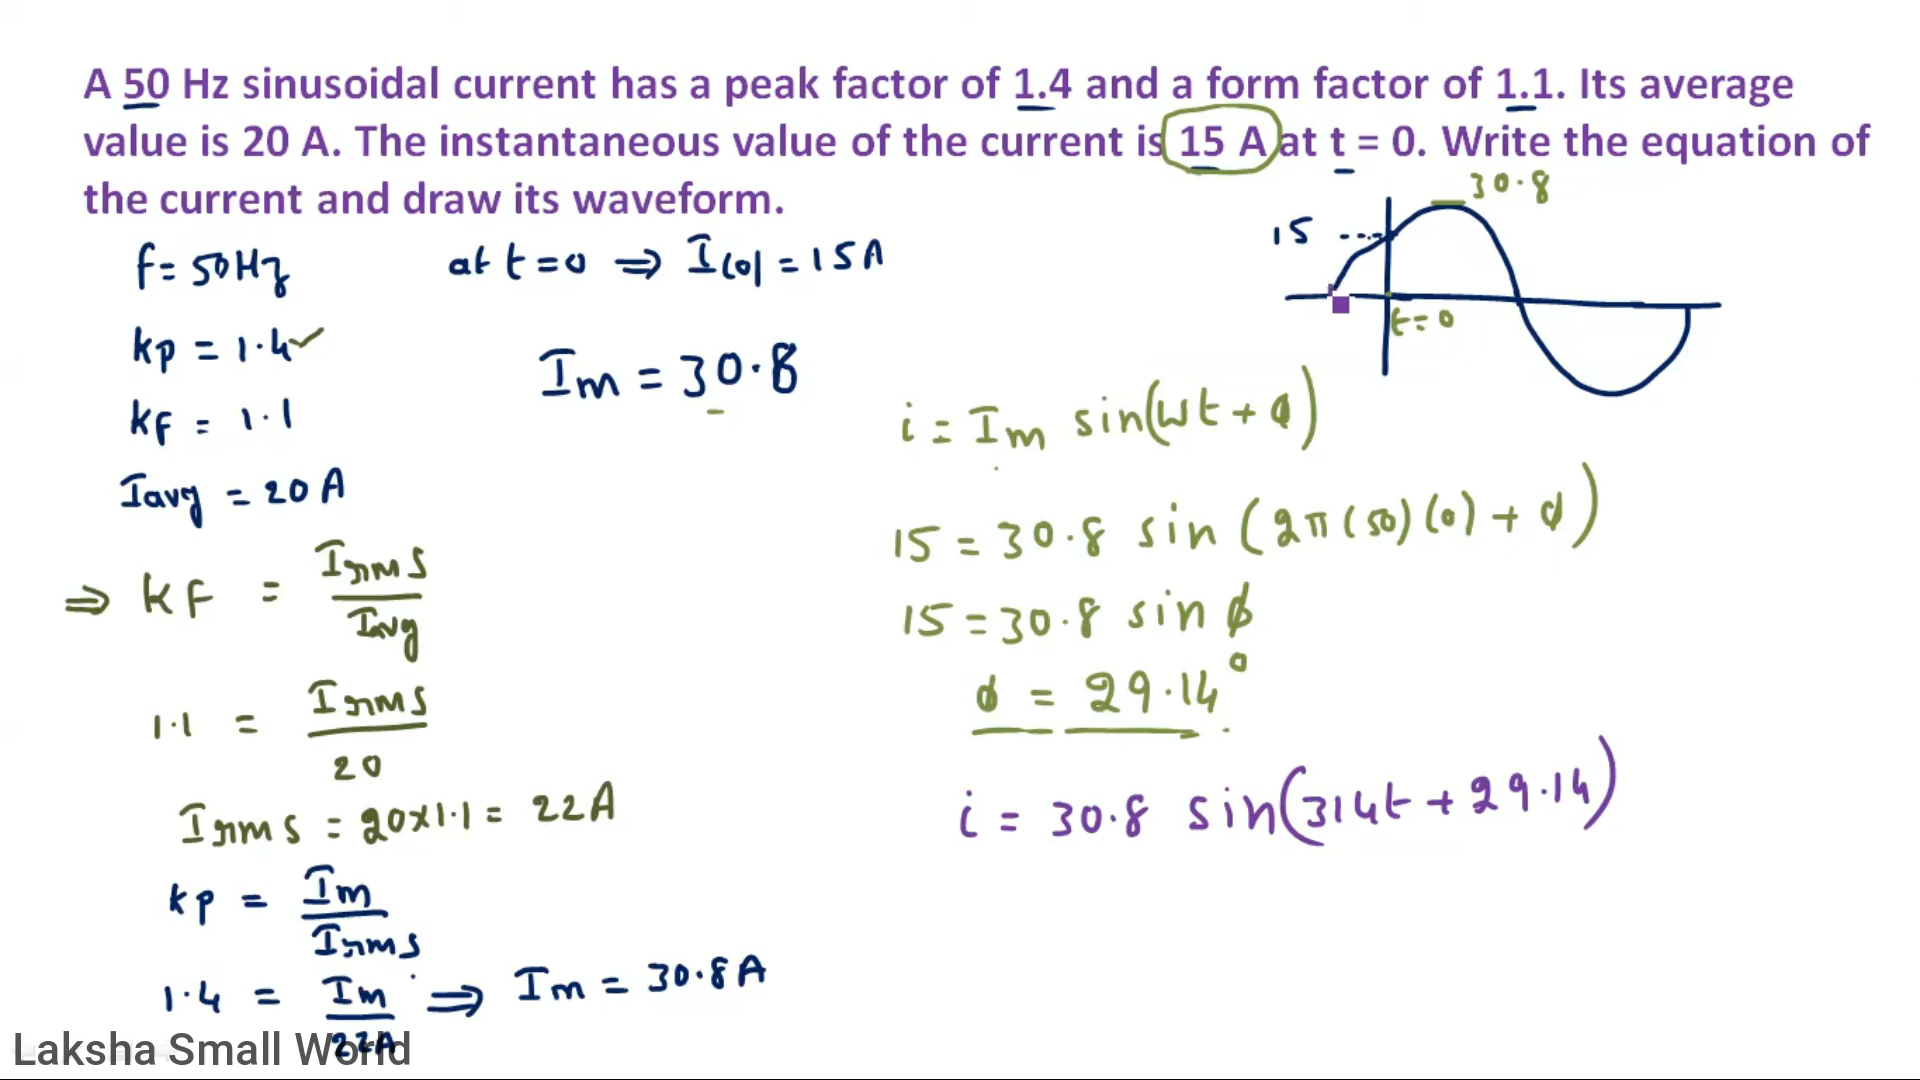 A 50 Hz sinusoidal current has a peak factor of 1.4 and a form factor of 1.1. Its average
value is 20 A. The instantaneous value of the current is 15 A at t = 0. Write the equation of
the current and draw its waveform.
30.8
15
t=0
f = 50Hz
at t=0 ⇒ I(0) = 15A
kp = 1.4 ✓
Im = 30.8
kf = 1.1
Iavg = 20 A
⇒ kf = Irms / Iavg
1.1 = Irms / 20
Irms = 20×1.1 = 22A
kp = Im / Irms
1.4 = Im / 22A ⇒ Im = 30.8A
i = Im sin(wt + φ)
15 = 30.8 sin (2π(50)(0) + φ)
15 = 30.8 sin φ
φ = 29.14°
i = 30.8 sin(314t + 29.14)
Laksha Small World